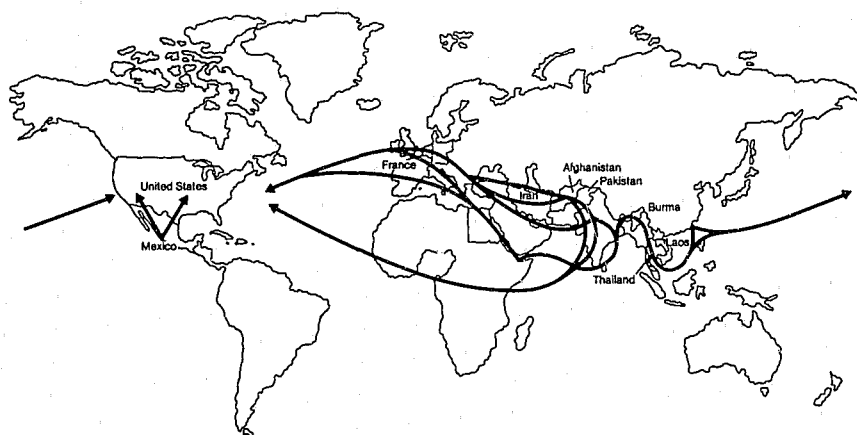 Afghanistan
Pakistan
France
United States
Iran
Burma
Mexico
Laos
Thailand